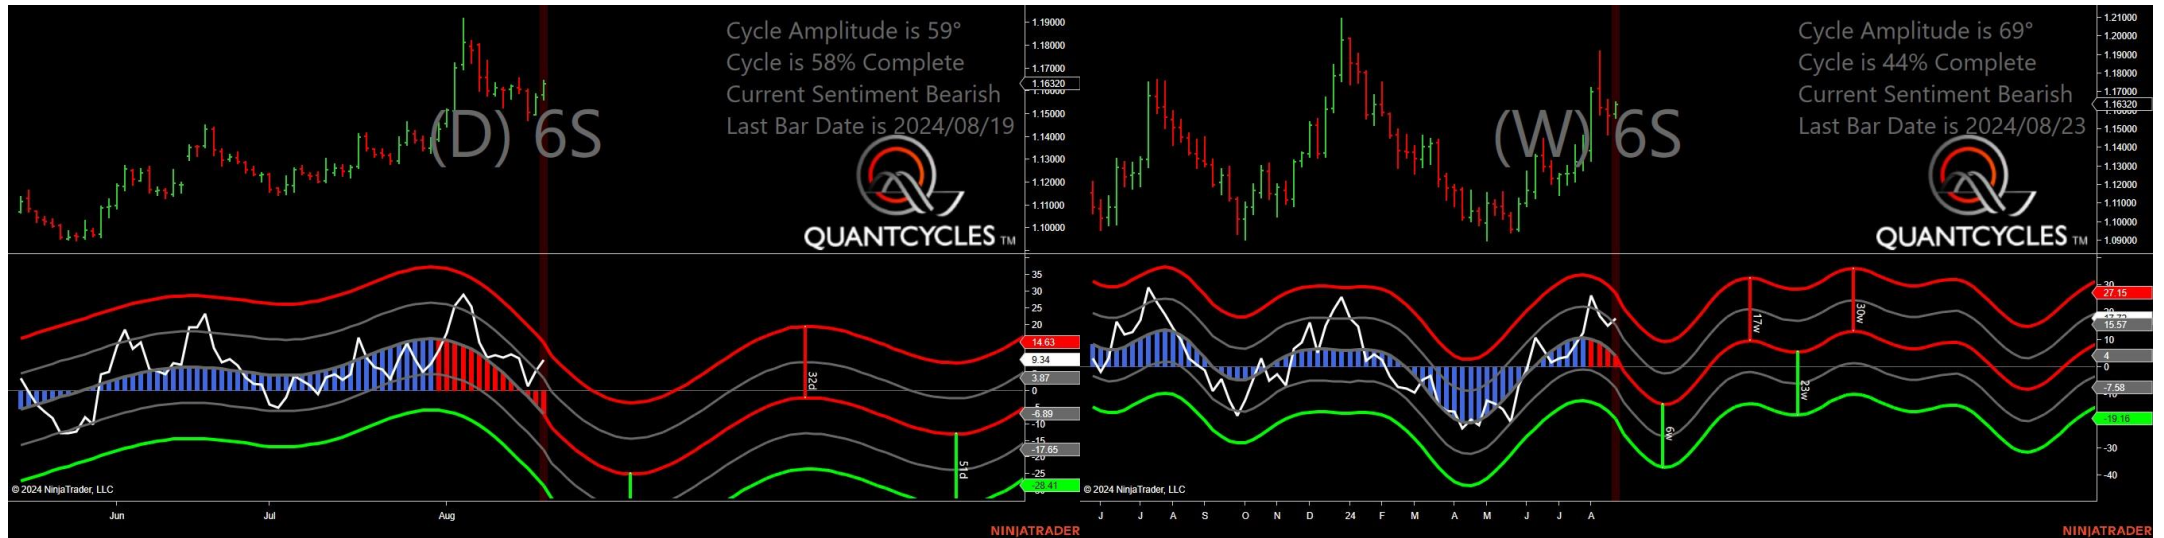 Cycle Amplitude is 59°
Cycle is 58% Complete
Current Sentiment Bearish
Last Bar Date is 2024/08/19
(D) 6S
QUANTCYCLES TM
1.19000
1.18000
1.17000
1.16320
1.15000
1.14000
1.13000
1.12000
1.11000
1.10000
35
30
25
20
14.63
9.34
3.87
0
-6.89
-10
-15
-17.65
-25
-28.41
32d
51d
© 2024 NinjaTrader, LLC
Jun Jul Aug
NINJATRADER
Cycle Amplitude is 69°
Cycle is 44% Complete
Current Sentiment Bearish
Last Bar Date is 2024/08/23
(W) 6S
QUANTCYCLES TM
1.21000
1.20000
1.19000
1.18000
1.17000
1.16320
1.15000
1.14000
1.13000
1.12000
1.11000
1.10000
1.09000
27.15
15.57
10
4
0
-7.58
-19.16
-30
-40
17w
30w
23w
6w
© 2024 NinjaTrader, LLC
J J A S O N D 24 F M A M J J A
NINJATRADER